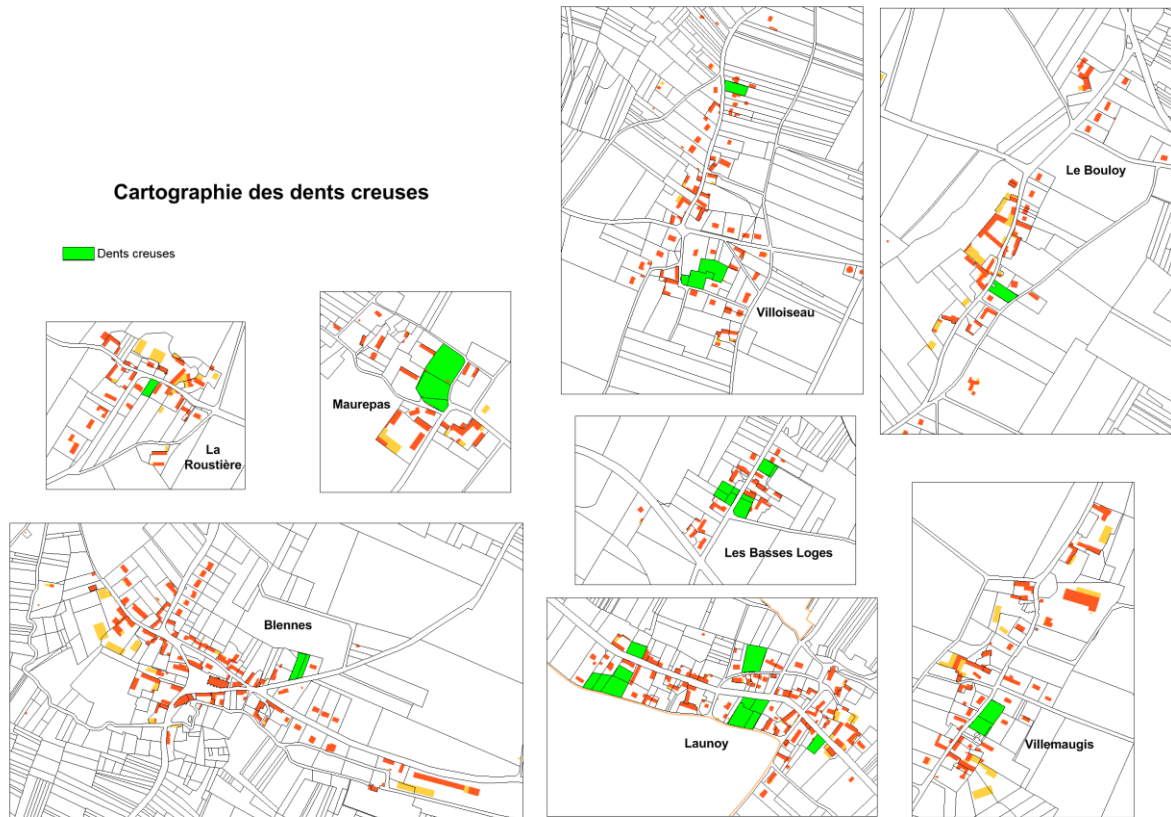 Cartographie des dents creuses
Dents creuses
Villoiseau
Le Bouloy
La
Roustière
Maurepas
Les Basses Loges
Blennes
Launoy
Villemaugis